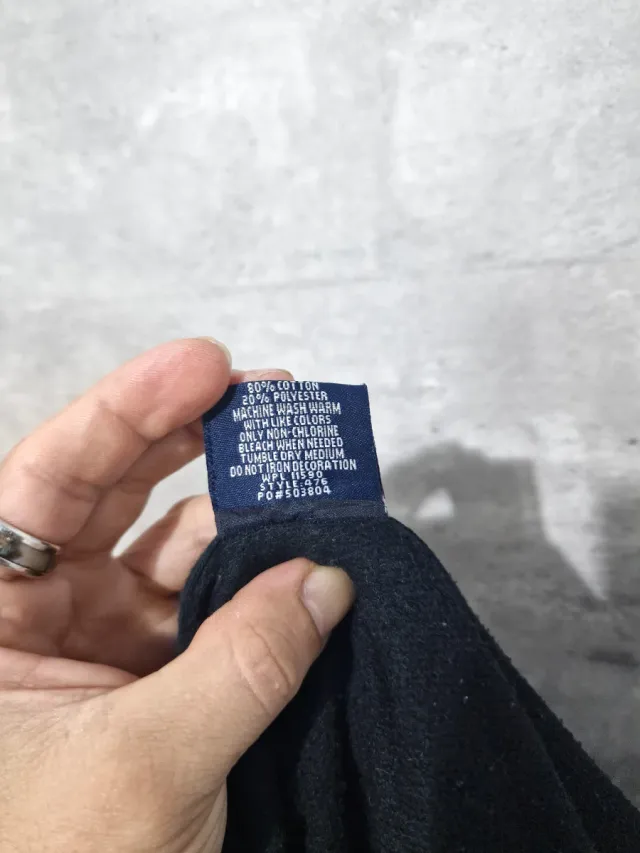 80% COTTON
20% POLYESTER
MACHINE WASH WARM
WITH LIKE COLORS
ONLY NON-CHLORINE
BLEACH WHEN NEEDED
TUMBLE DRY MEDIUM
DO NOT IRON DECORATION
WPL 11590
STYLE:476
PO#503804